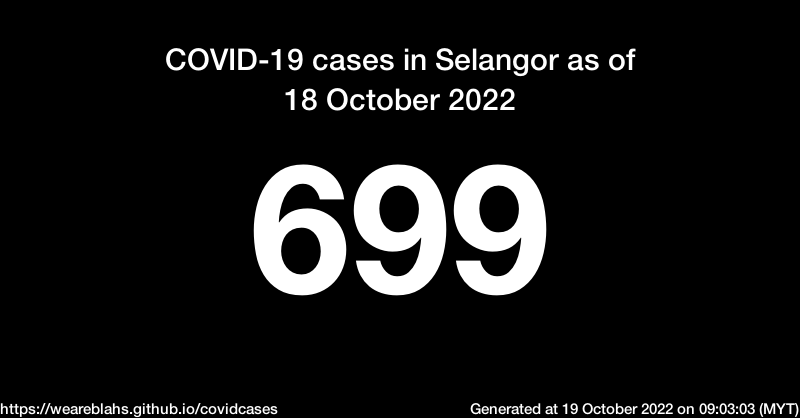 COVID-19 cases in Selangor as of
18 October 2022
699
https://weareblahs.github.io/covidcases
Generated at 19 October 2022 on 09:03:03 (MYT)